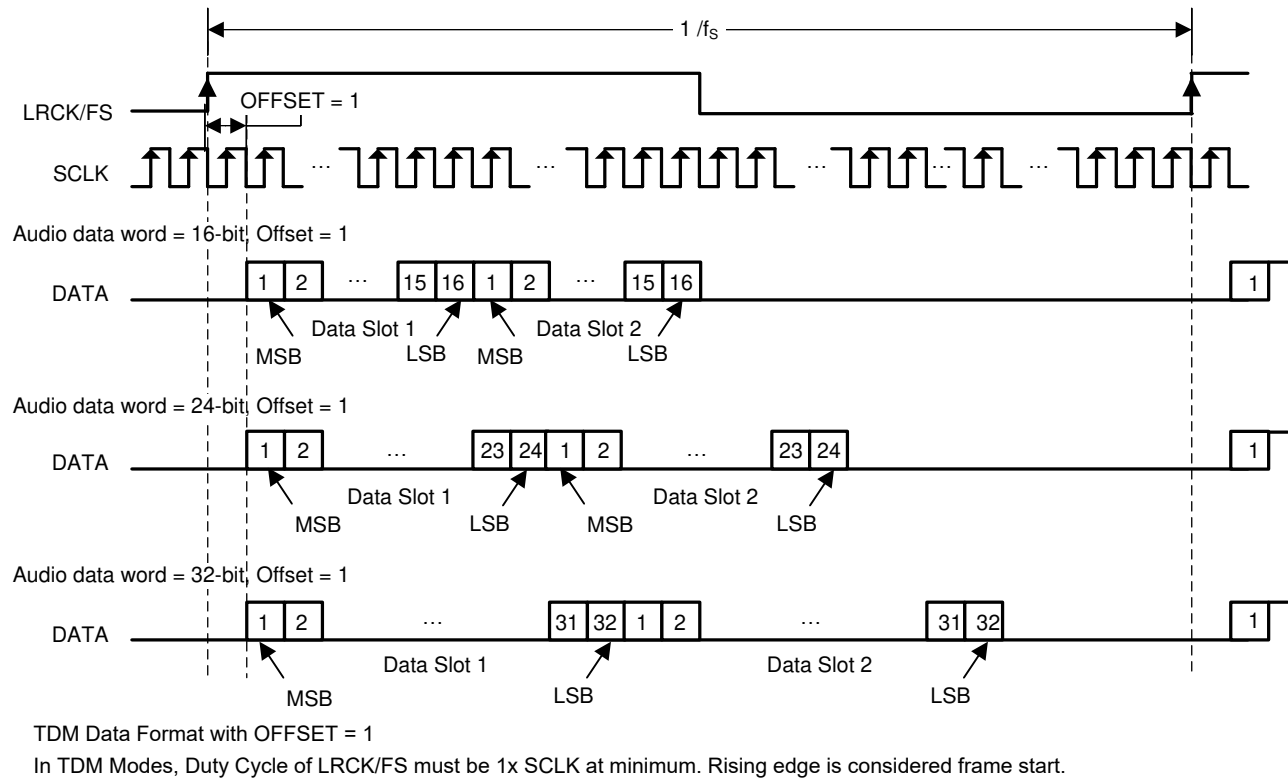 1 /fS
LRCK/FS
OFFSET = 1
SCLK
… … … … …
Audio data word = 16-bit, Offset = 1
DATA
1 2 … 15 16 1 2 … 15 16 1
Data Slot 1 Data Slot 2
MSB LSB MSB LSB
Audio data word = 24-bit, Offset = 1
DATA
1 2 … 23 24 1 2 … 23 24 1
Data Slot 1 Data Slot 2
MSB LSB MSB LSB
Audio data word = 32-bit, Offset = 1
DATA
1 2 … 31 32 1 2 … 31 32 1
Data Slot 1 Data Slot 2
MSB LSB LSB
TDM Data Format with OFFSET = 1
In TDM Modes, Duty Cycle of LRCK/FS must be 1x SCLK at minimum. Rising edge is considered frame start.